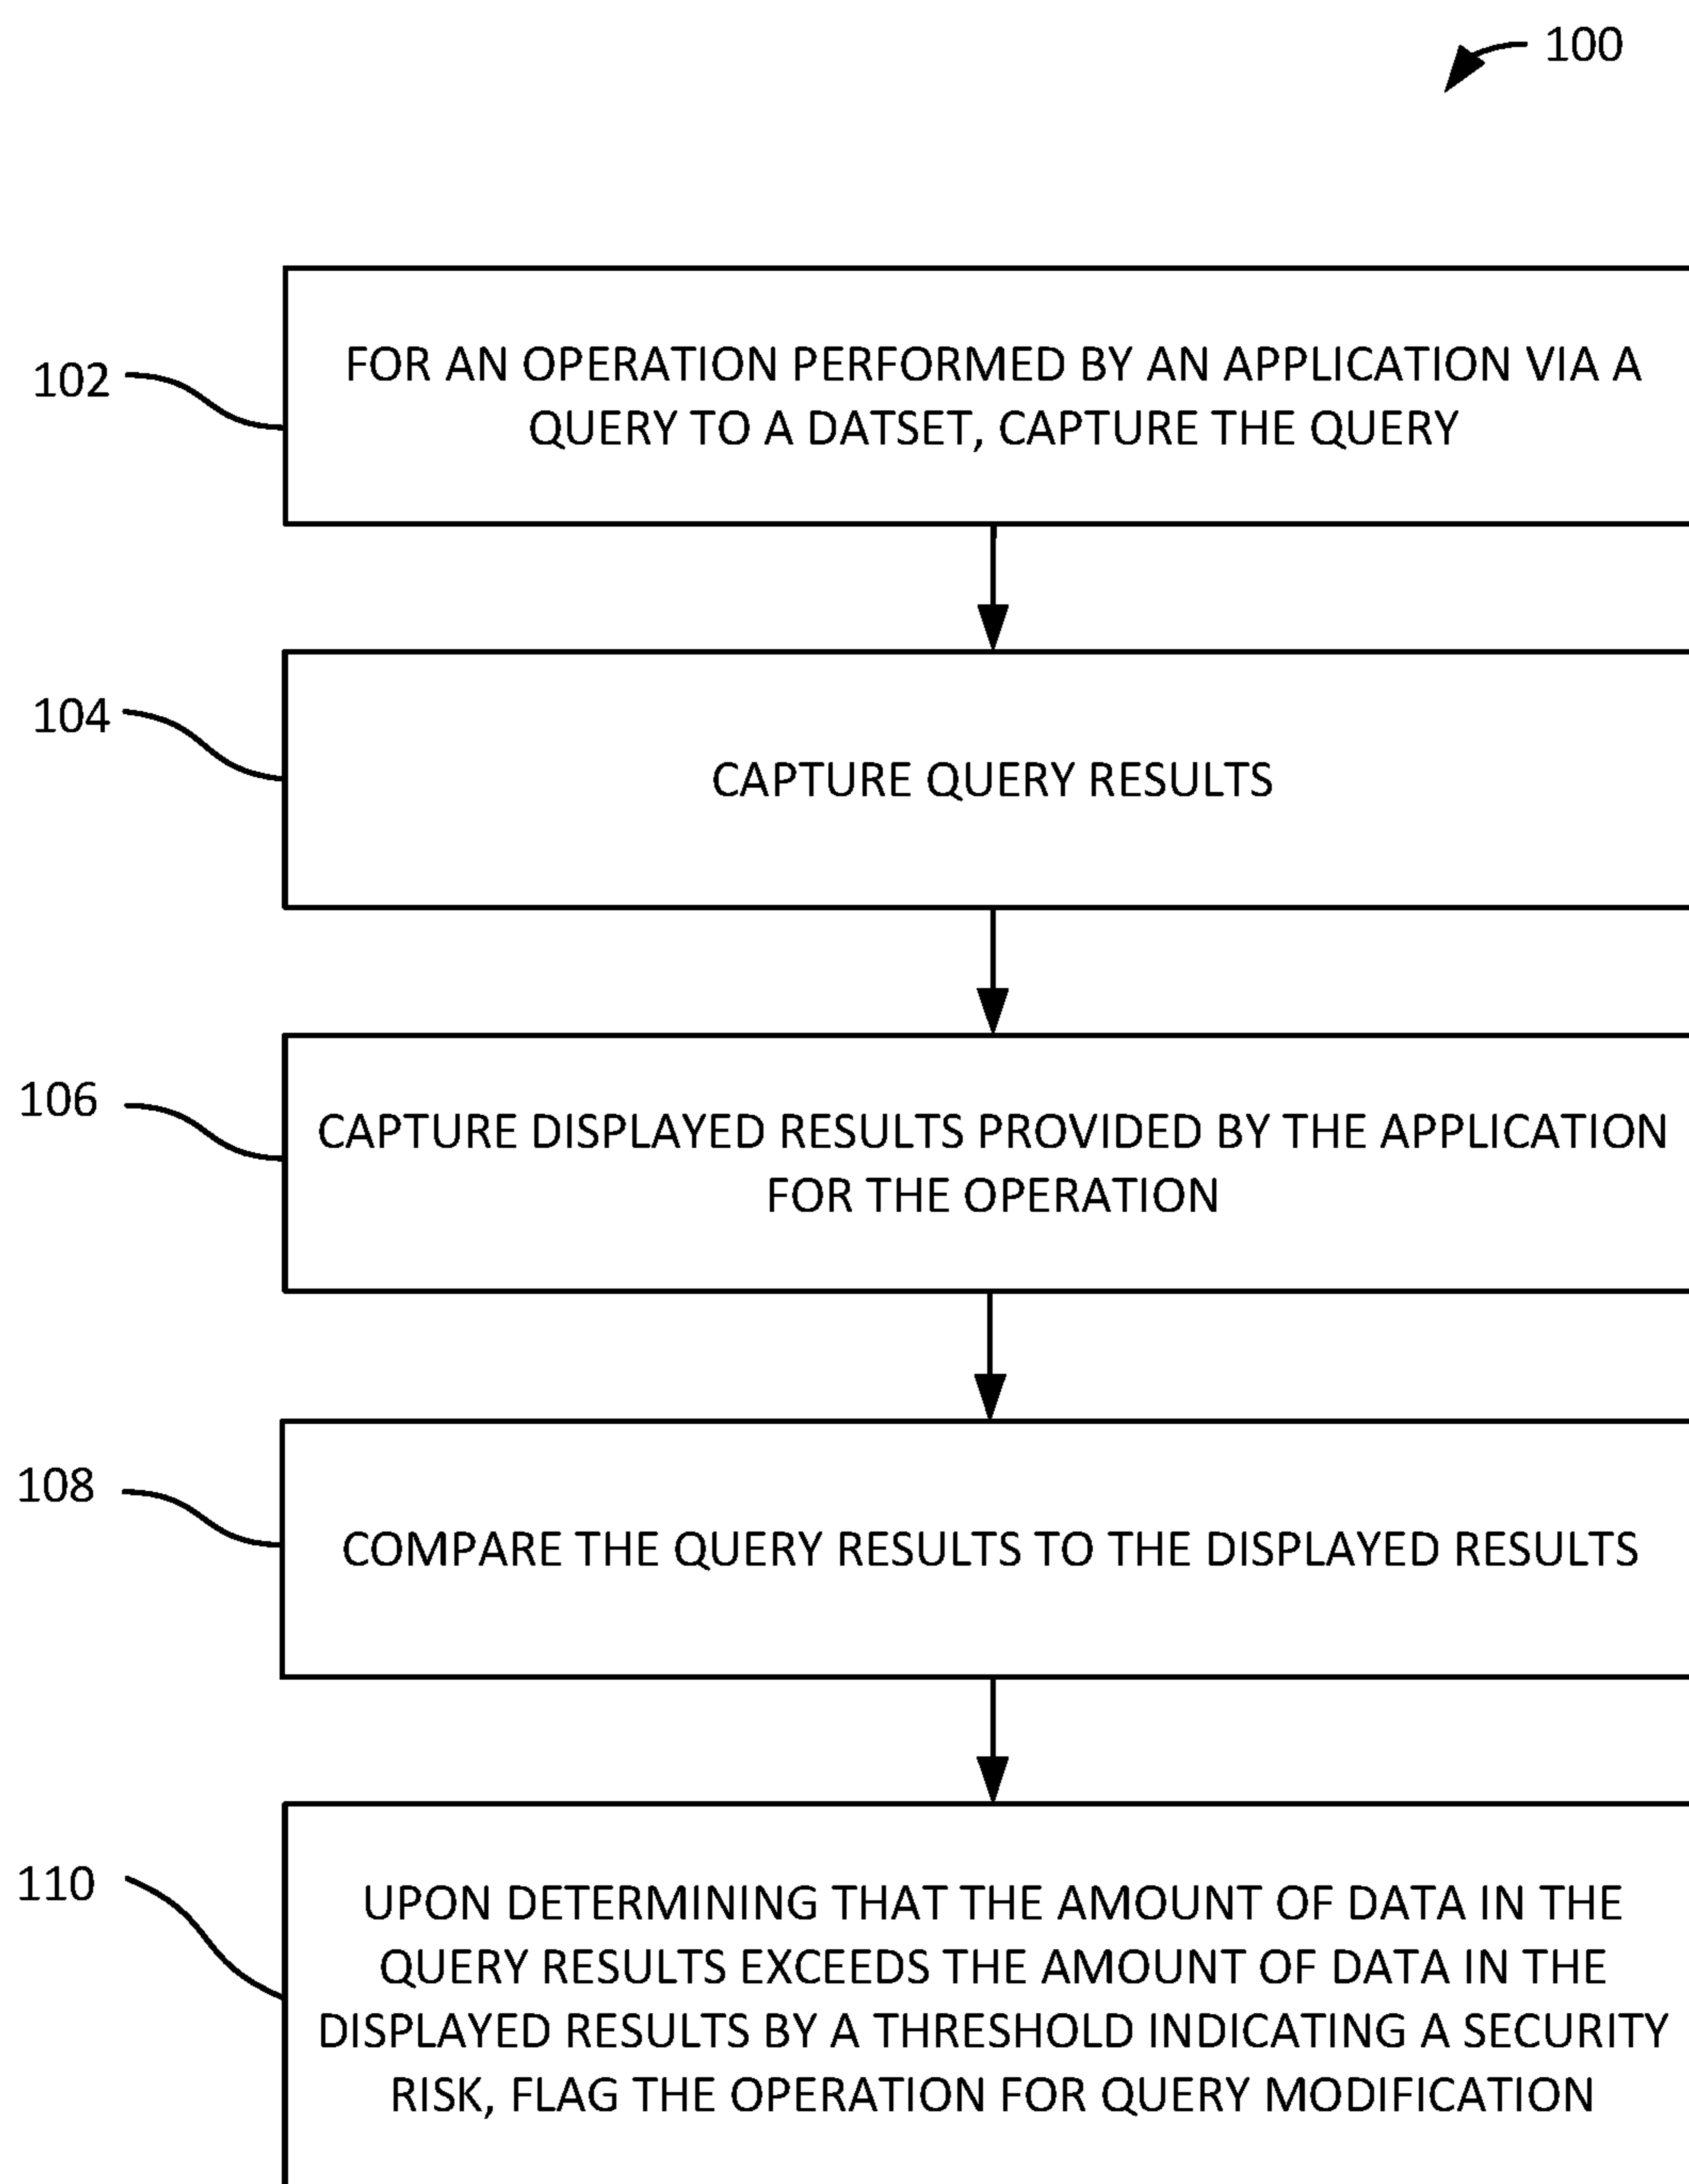 100
102
FOR AN OPERATION PERFORMED BY AN APPLICATION VIA A
QUERY TO A DATSET, CAPTURE THE QUERY
104
CAPTURE QUERY RESULTS
106
CAPTURE DISPLAYED RESULTS PROVIDED BY THE APPLICATION
FOR THE OPERATION
108
COMPARE THE QUERY RESULTS TO THE DISPLAYED RESULTS
110
UPON DETERMINING THAT THE AMOUNT OF DATA IN THE
QUERY RESULTS EXCEEDS THE AMOUNT OF DATA IN THE
DISPLAYED RESULTS BY A THRESHOLD INDICATING A SECURITY
RISK, FLAG THE OPERATION FOR QUERY MODIFICATION